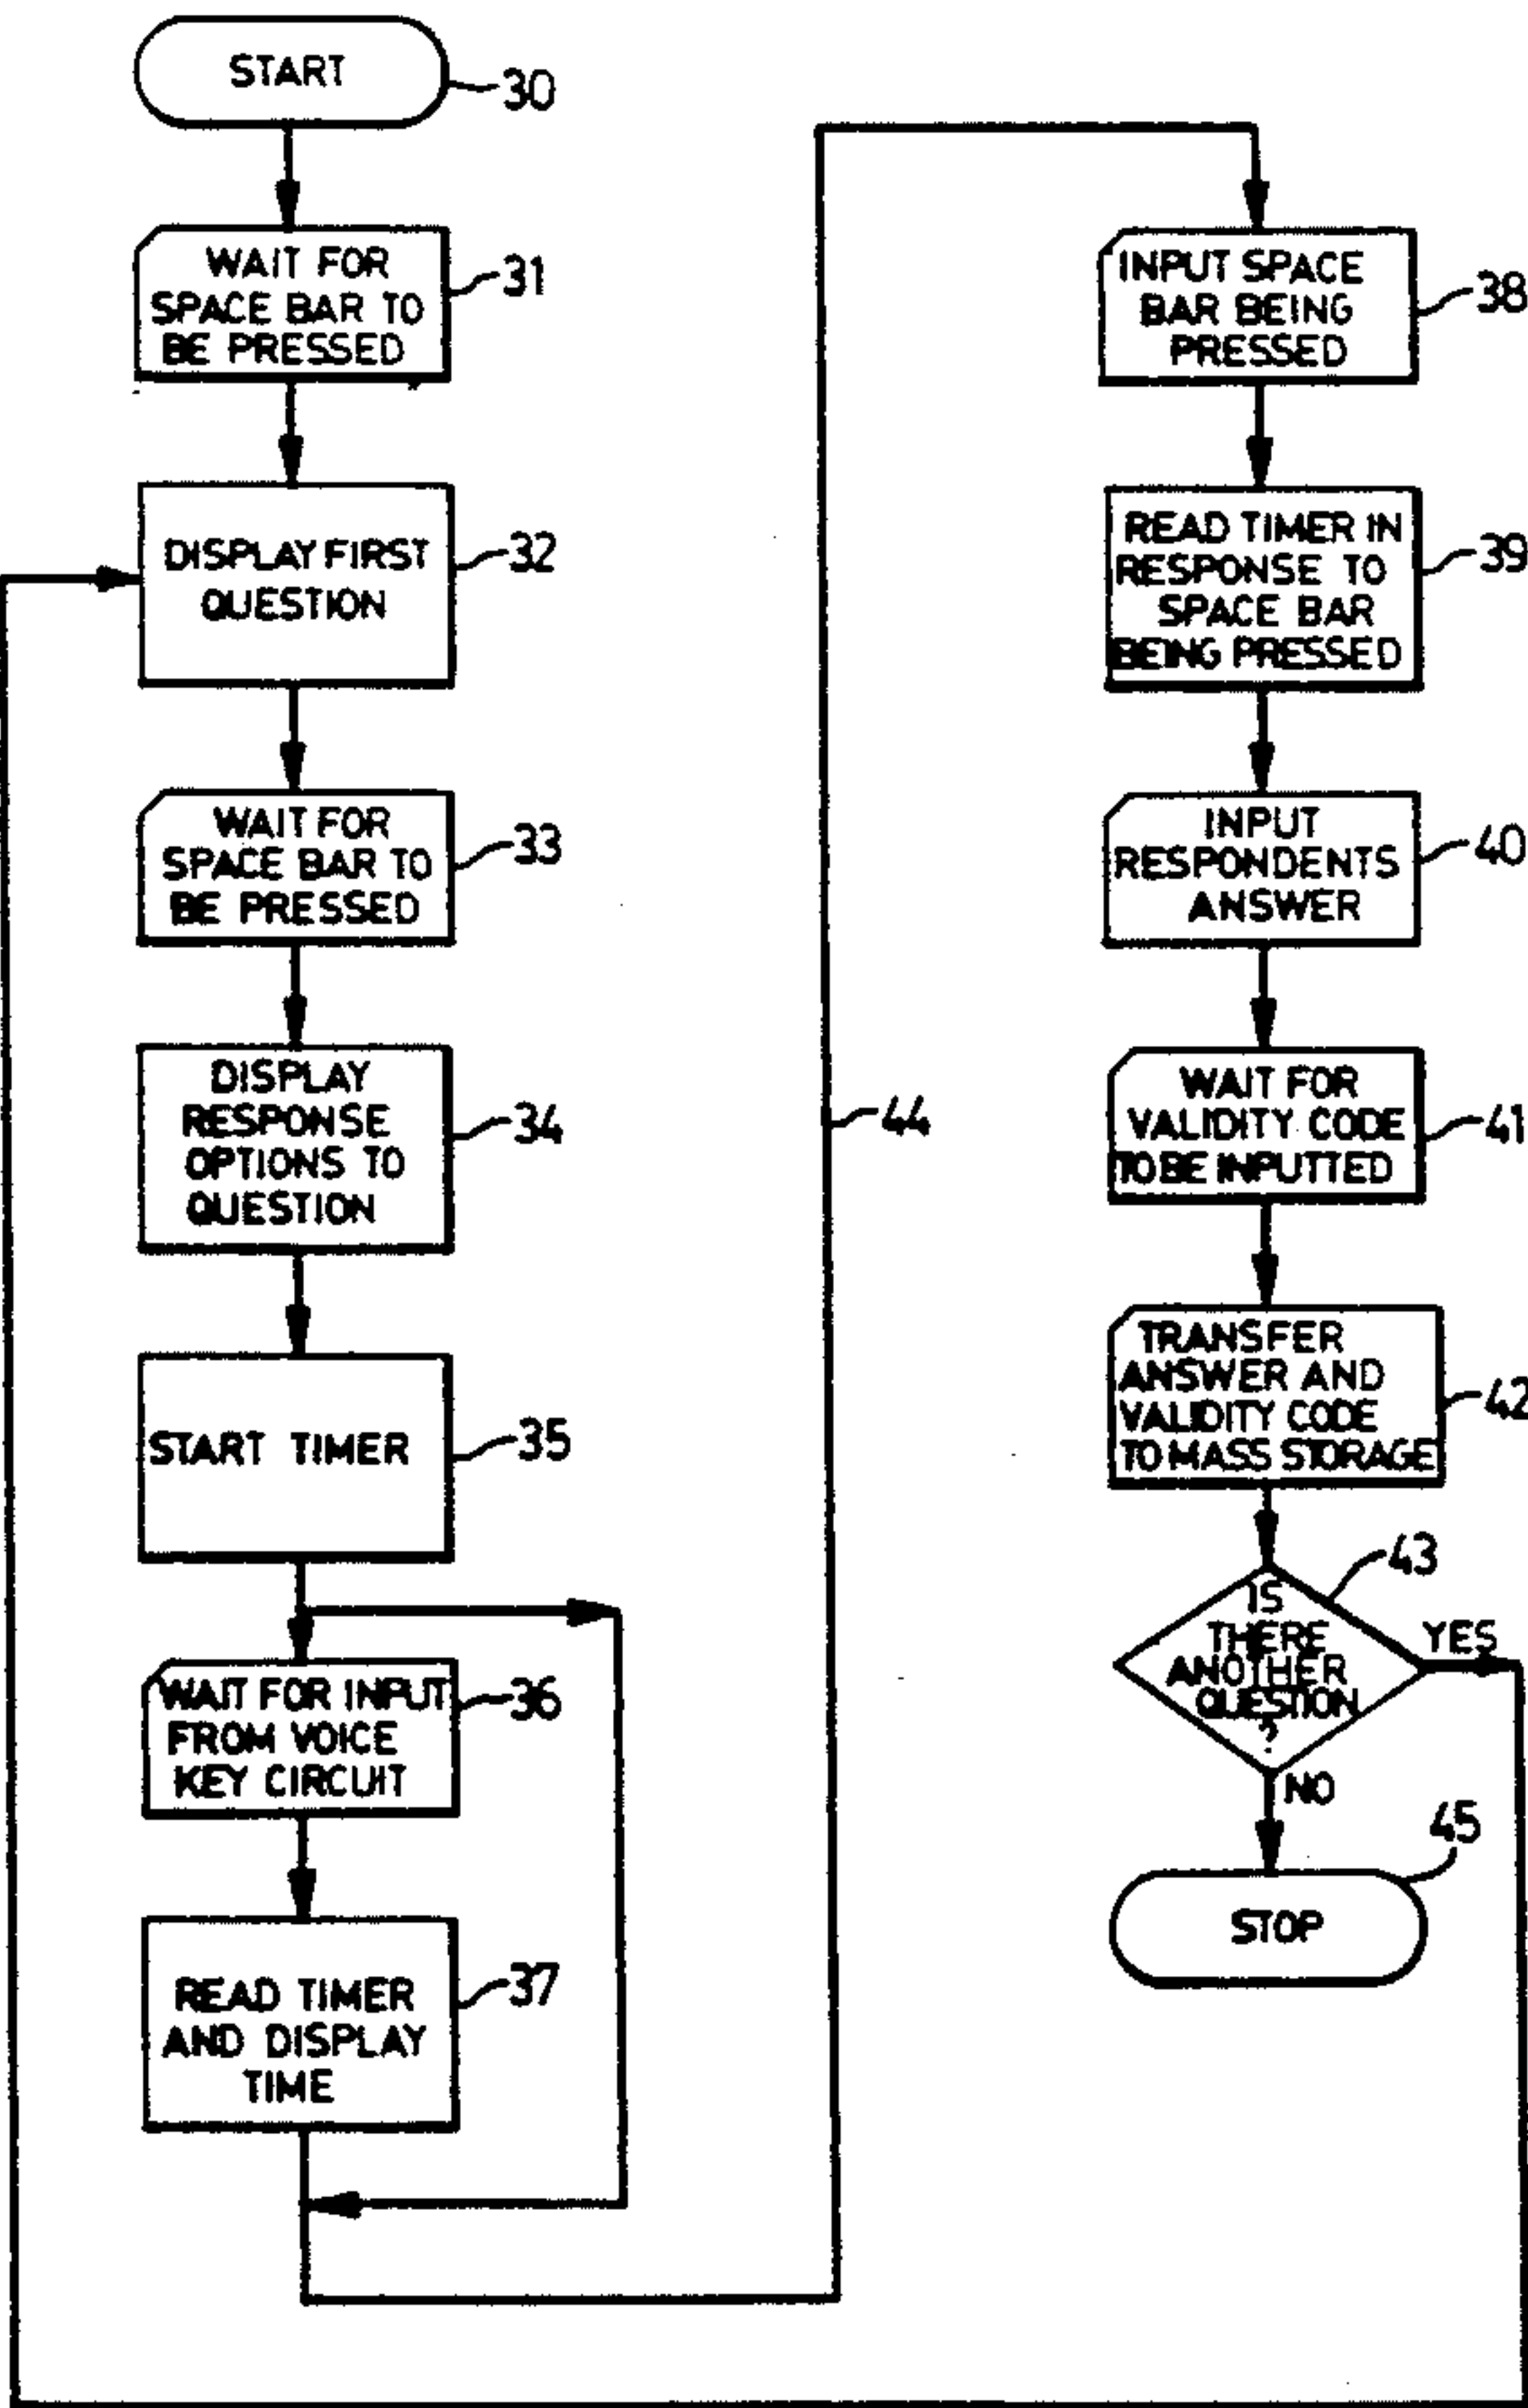 START
30
WAIT FOR
SPACE BAR TO
BE PRESSED
31
DISPLAY FIRST
QUESTION
32
WAIT FOR
SPACE BAR TO
BE PRESSED
33
DISPLAY
RESPONSE
OPTIONS TO
QUESTION
34
START TIMER
35
WAIT FOR INPUT
FROM VOICE
KEY CIRCUIT
36
READ TIMER
AND DISPLAY
TIME
37
44
INPUT SPACE
BAR BEING
PRESSED
38
READ TIMER IN
RESPONSE TO
SPACE BAR
BEING PRESSED
39
INPUT
RESPONDENTS
ANSWER
40
WAIT FOR
VALIDITY CODE
TO BE INPUTTED
41
TRANSFER
ANSWER AND
VALIDITY CODE
TO MASS STORAGE
42
IS
THERE
ANOTHER
QUESTION
?
43
YES
NO
STOP
45